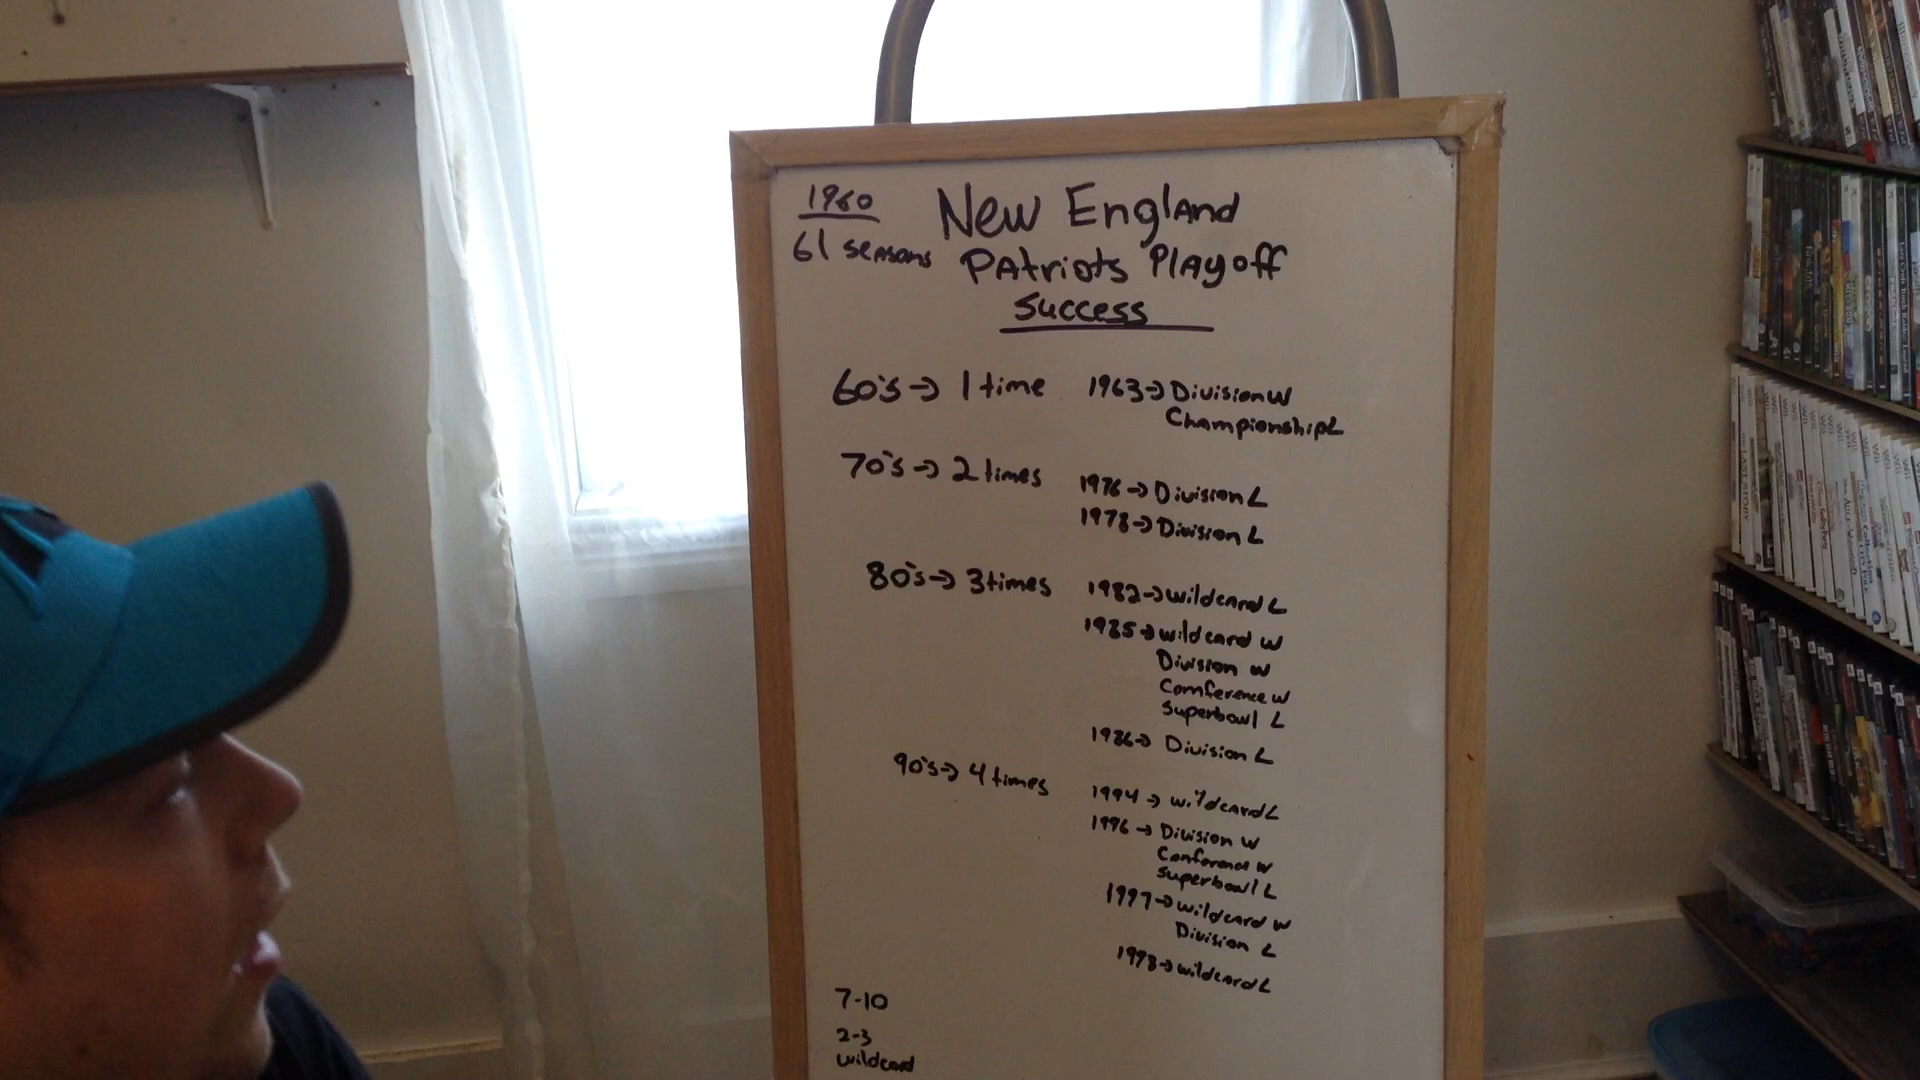 1960
61 seasons
New England
Patriots Playoff
Success
60's → 1 time
1963 → Division W
Championship L
70's → 2 times
1976 → Division L
1978 → Division L
80's → 3 times
1982 → wildcard L
1985 → wildcard W
Division W
Comference W
Superbowl L
1986 → Division L
90's → 4 times
1994 → wildcard L
1996 → Division W
Conference W
Superbowl L
1997 → wildcard W
Division L
1998 → wildcard L
7-10
2-3
wildcard